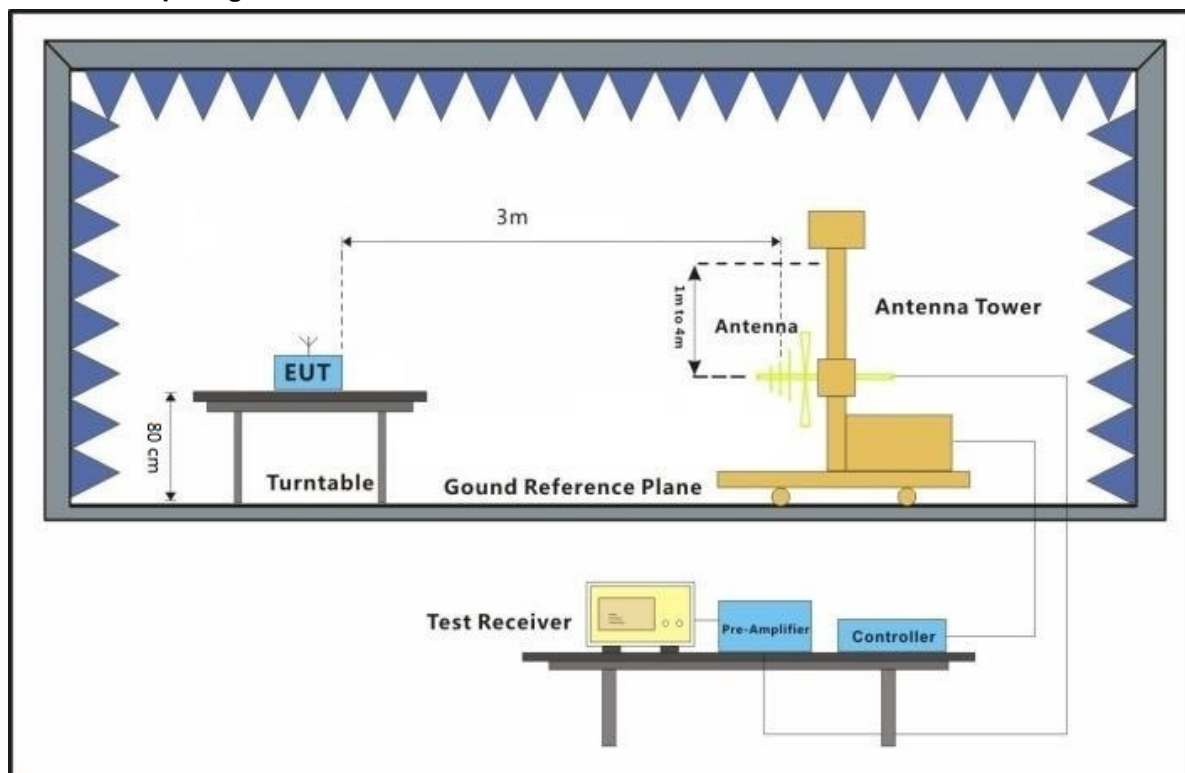 3m
1m to 4m
Antenna
Antenna Tower
EUT
80 cm
Turntable
Gound Reference Plane
Test Receiver
Pre-Amplifier
Controller